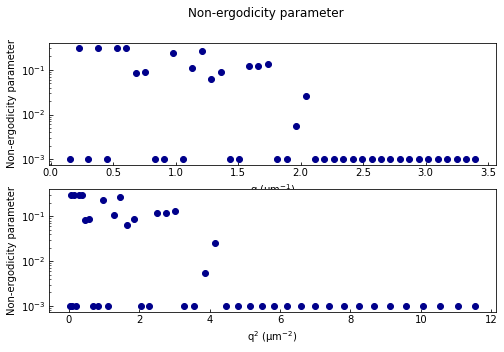 Non-ergodicity parameter
Non-ergodicity parameter
10⁻¹
10⁻²
10⁻³
0.0 0.5 1.0 1.5 2.0 2.5 3.0 3.5
q (μm⁻¹)
Non-ergodicity parameter
10⁻¹
10⁻²
10⁻³
0 2 4 6 8 10 12
q² (μm⁻²)